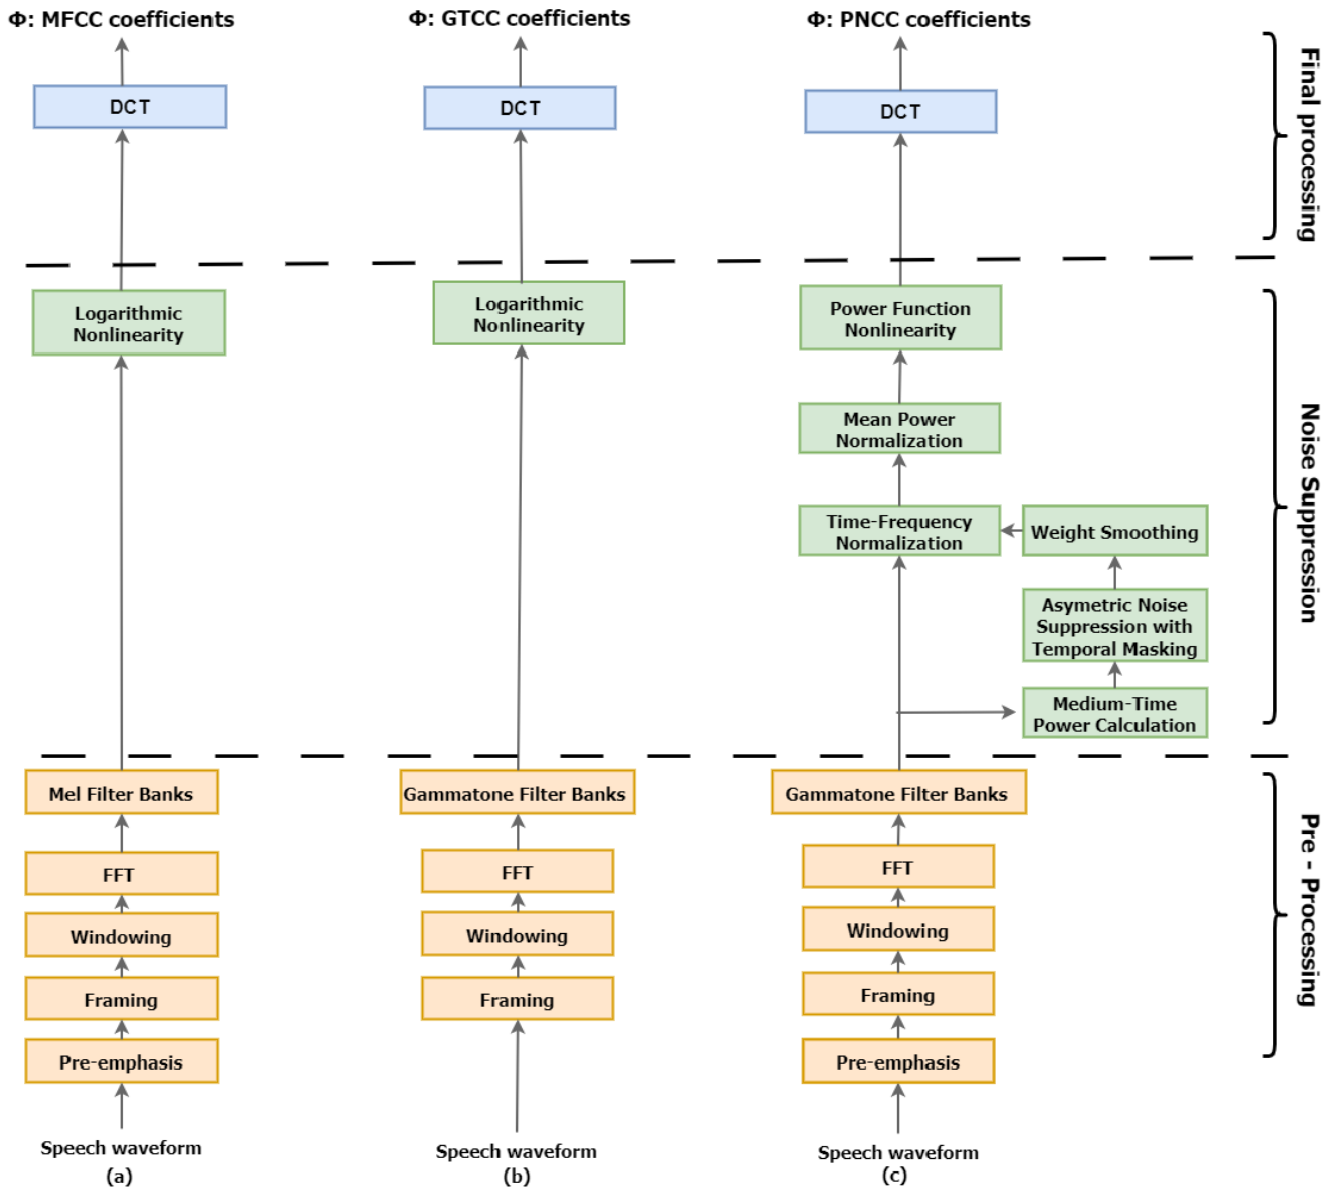 Φ: MFCC coefficients
DCT
Logarithmic
Nonlinearity
Mel Filter Banks
FFT
Windowing
Framing
Pre-emphasis
Speech waveform
(a)
Φ: GTCC coefficients
DCT
Logarithmic
Nonlinearity
Gammatone Filter Banks
FFT
Windowing
Framing
Speech waveform
(b)
Φ: PNCC coefficients
DCT
Power Function
Nonlinearity
Mean Power
Normalization
Time-Frequency
Normalization
Weight Smoothing
Asymetric Noise
Suppression with
Temporal Masking
Medium-Time
Power Calculation
Gammatone Filter Banks
FFT
Windowing
Framing
Pre-emphasis
Speech waveform
(c)
Final processing
Noise Suppression
Pre - Processing